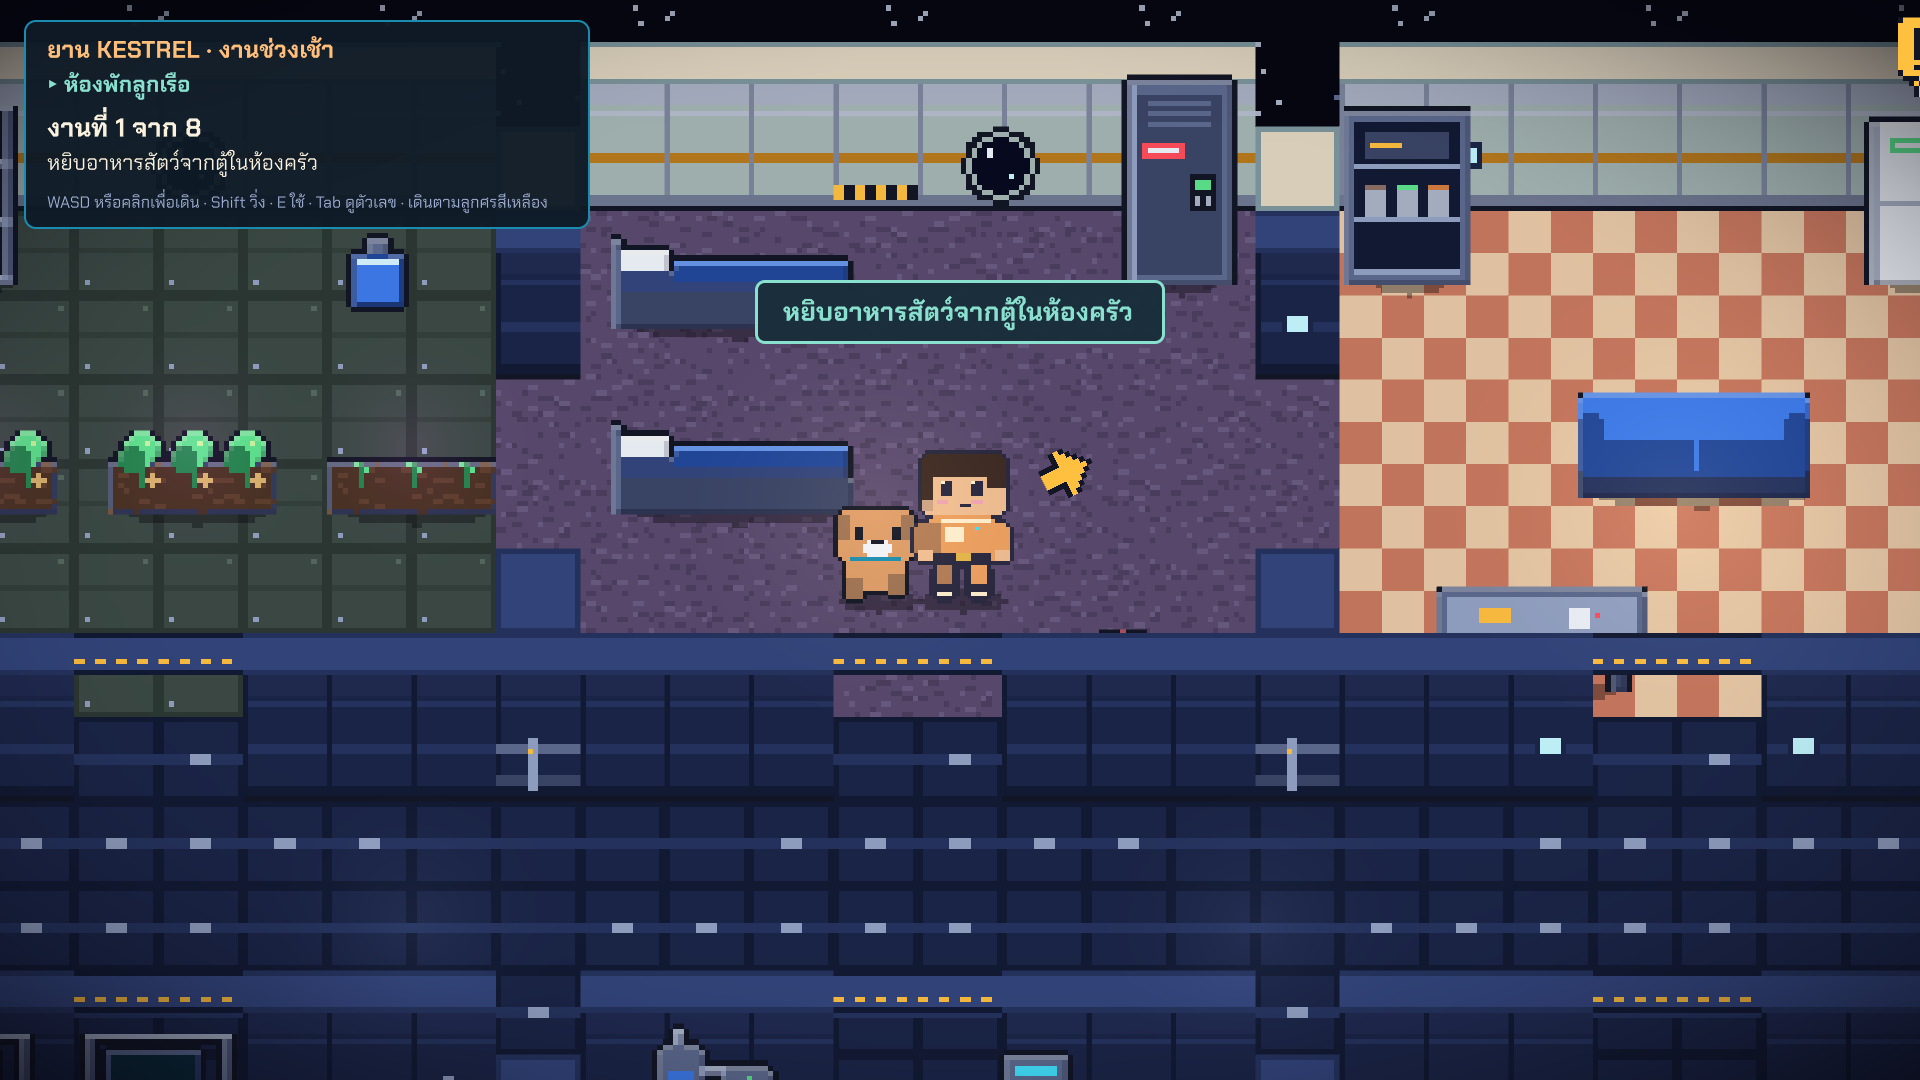 ยาน KESTREL · งานช่วงเช้า
▸ ห้องพักลูกเรือ
งานที่ 1 จาก 8
หยิบอาหารสัตว์จากตู้ในห้องครัว
WASD หรือคลิกเพื่อเดิน · Shift วิ่ง · E ใช้ · Tab ดูตัวเลข · เดินตามลูกศรสีเหลือง
หยิบอาหารสัตว์จากตู้ในห้องครัว